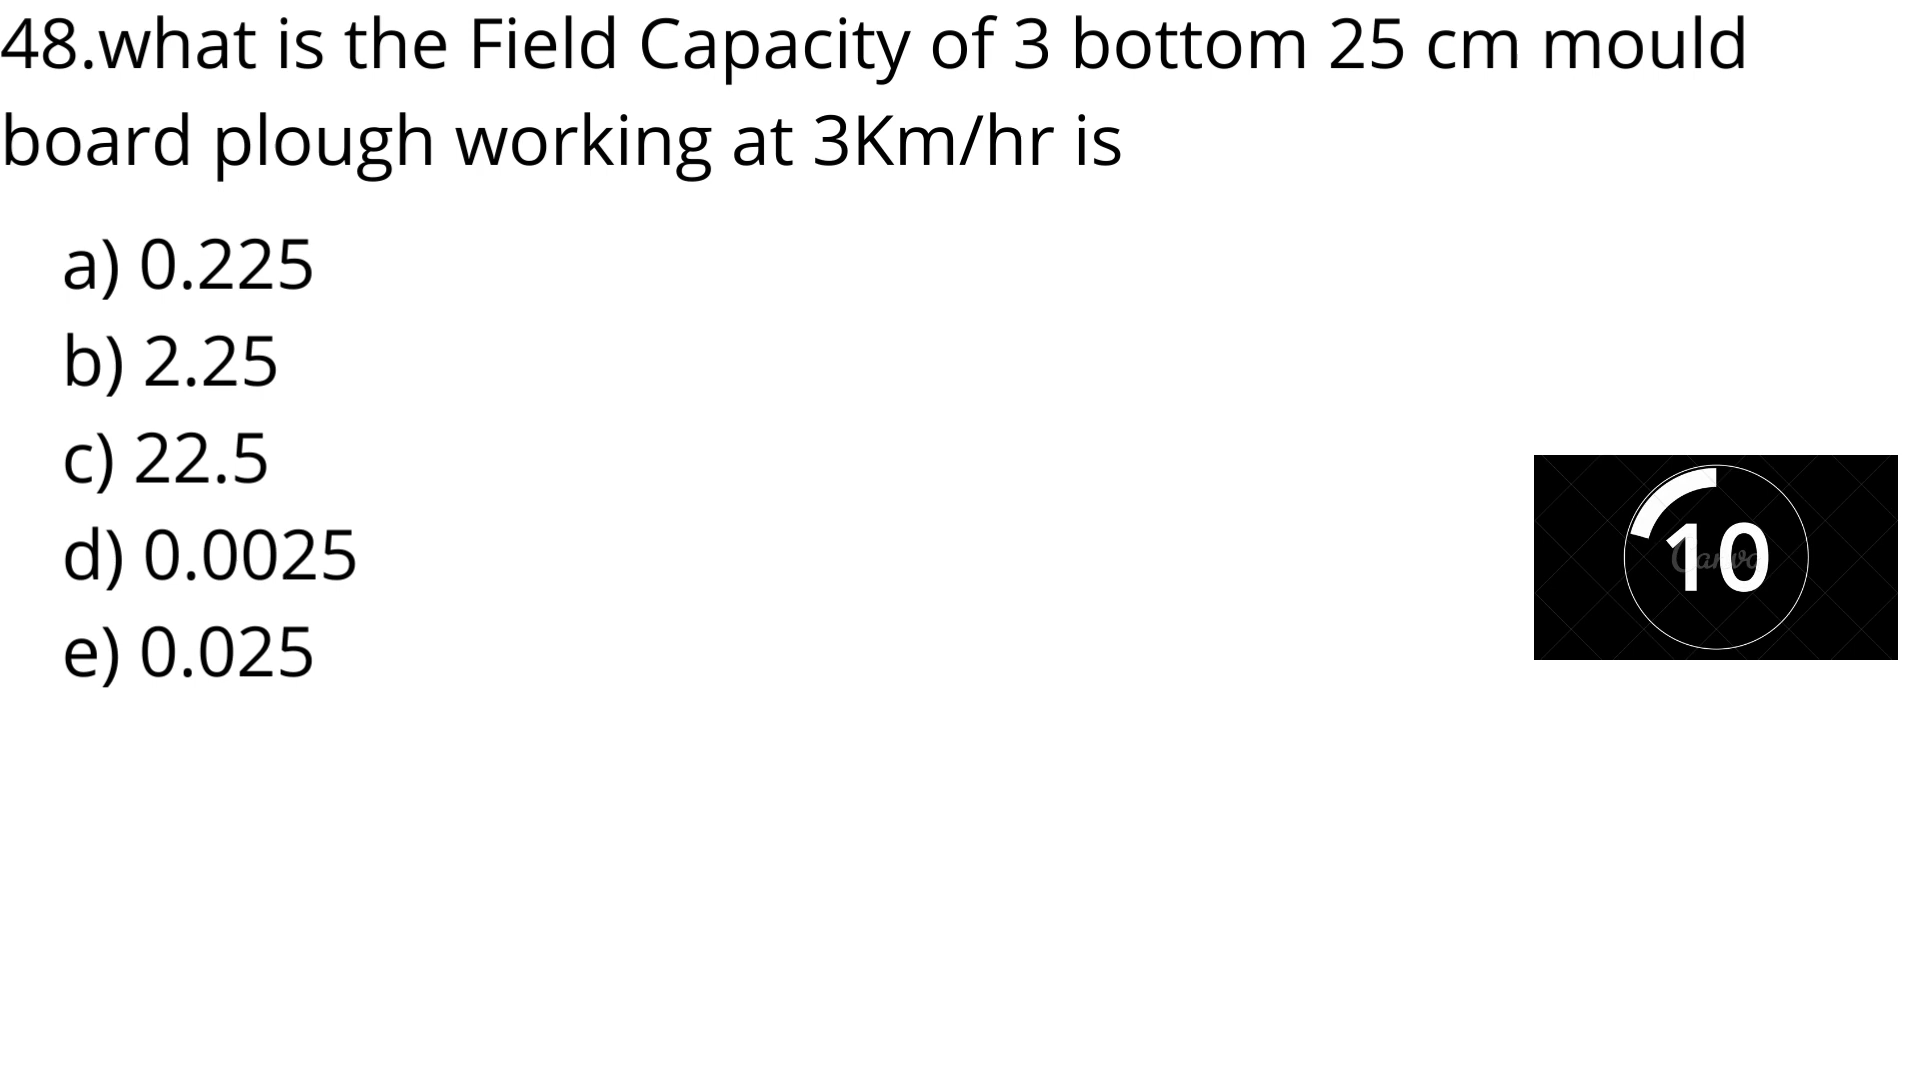 48.what is the Field Capacity of 3 bottom 25 cm mould
board plough working at 3Km/hr is
a) 0.225
b) 2.25
c) 22.5
d) 0.0025
e) 0.025
10
Canva